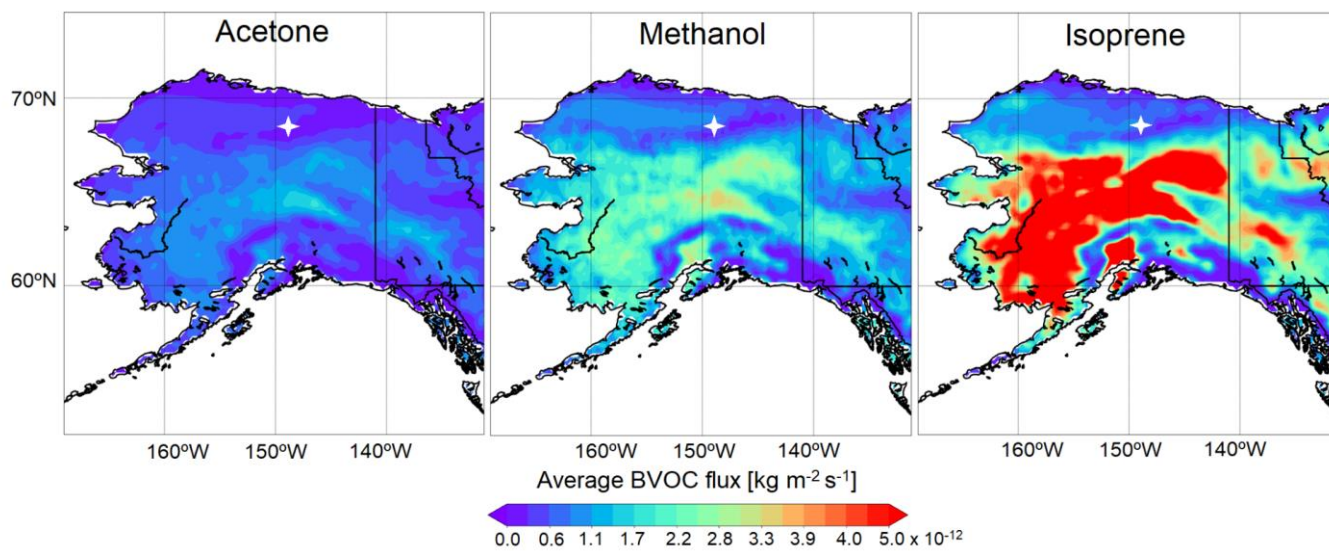 Acetone
Methanol
Isoprene
70ºN
60ºN
160ºW 150ºW 140ºW
160ºW 150ºW 140ºW
160ºW 150ºW 140ºW
Average BVOC flux [kg m⁻² s⁻¹]
0.0 0.6 1.1 1.7 2.2 2.8 3.3 3.9 4.0 5.0 x 10⁻¹²